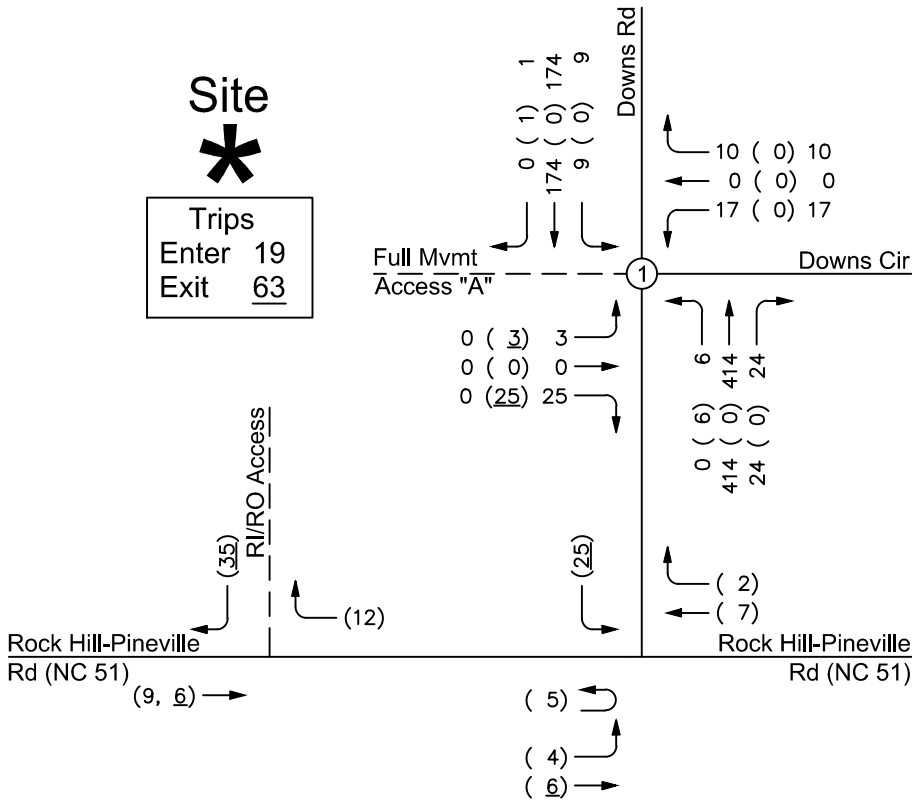 Downs Rd
0 ( 1) 1
174 ( 0) 174
9 ( 0) 9
Site
*
Trips
Enter 19
Exit 63
10 ( 0) 10
0 ( 0) 0
17 ( 0) 17
Full Mvmt
Access "A"
1
Downs Cir
0 ( 3) 3
0 ( 0) 0
0 (25) 25
0 ( 6) 6
414 ( 0) 414
24 ( 0) 24
RI/RO Access
(35)
(12)
(25)
( 2)
( 7)
Rock Hill-Pineville
Rd (NC 51)
Rock Hill-Pineville
Rd (NC 51)
(9, 6)
( 5)
( 4)
( 6)